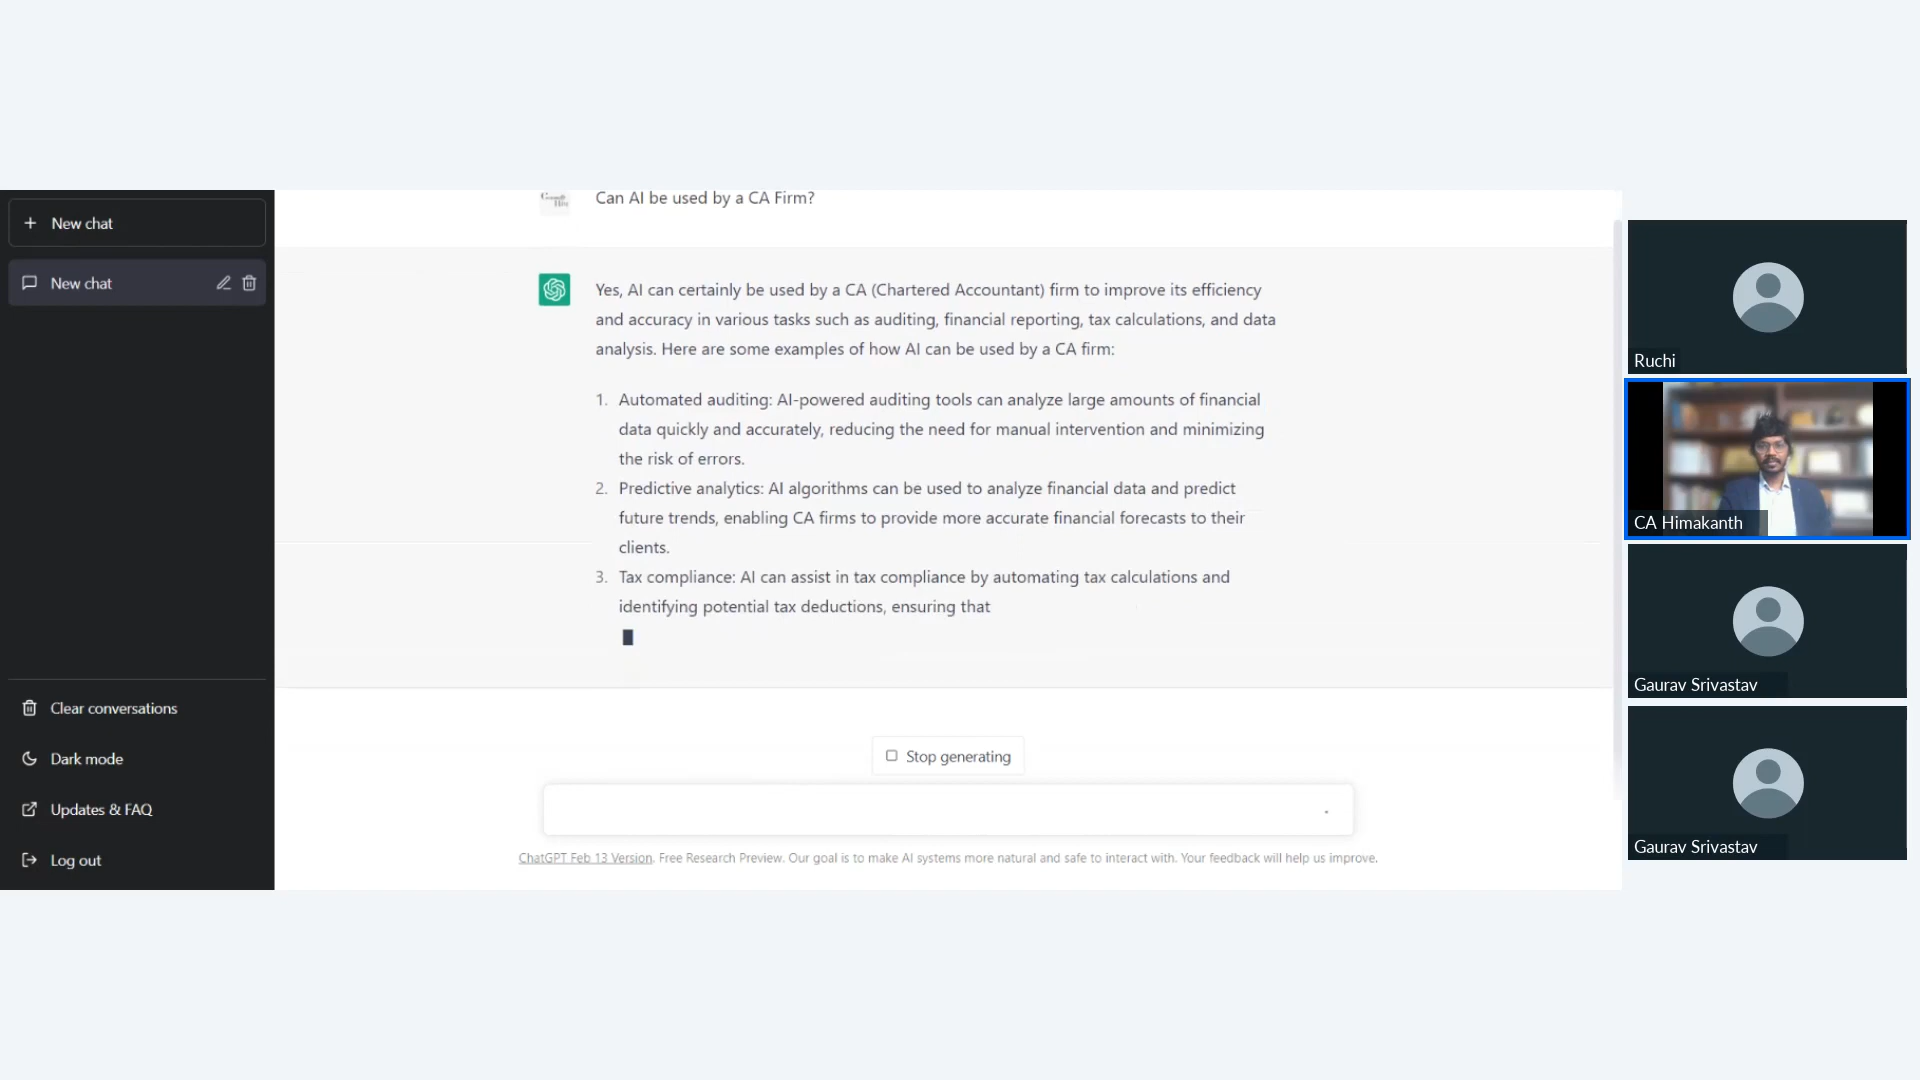 New chat
New chat
Clear conversations
Dark mode
Updates & FAQ
Log out
Can AI be used by a CA Firm?
Yes, AI can certainly be used by a CA (Chartered Accountant) firm to improve its efficiency
and accuracy in various tasks such as auditing, financial reporting, tax calculations, and data
analysis. Here are some examples of how AI can be used by a CA firm:
1. Automated auditing: AI-powered auditing tools can analyze large amounts of financial
data quickly and accurately, reducing the need for manual intervention and minimizing
the risk of errors.
2. Predictive analytics: AI algorithms can be used to analyze financial data and predict
future trends, enabling CA firms to provide more accurate financial forecasts to their
clients.
3. Tax compliance: AI can assist in tax compliance by automating tax calculations and
identifying potential tax deductions, ensuring that
Stop generating
ChatGPT Feb 13 Version. Free Research Preview. Our goal is to make AI systems more natural and safe to interact with. Your feedback will help us improve.
Ruchi
CA Himakanth
Gaurav Srivastav
Gaurav Srivastav